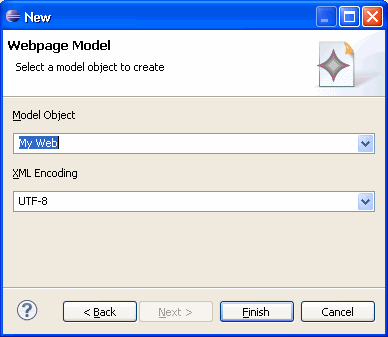 New
Webpage Model
Select a model object to create
Model Object
My Web
XML Encoding
UTF-8
? < Back Next > Finish Cancel